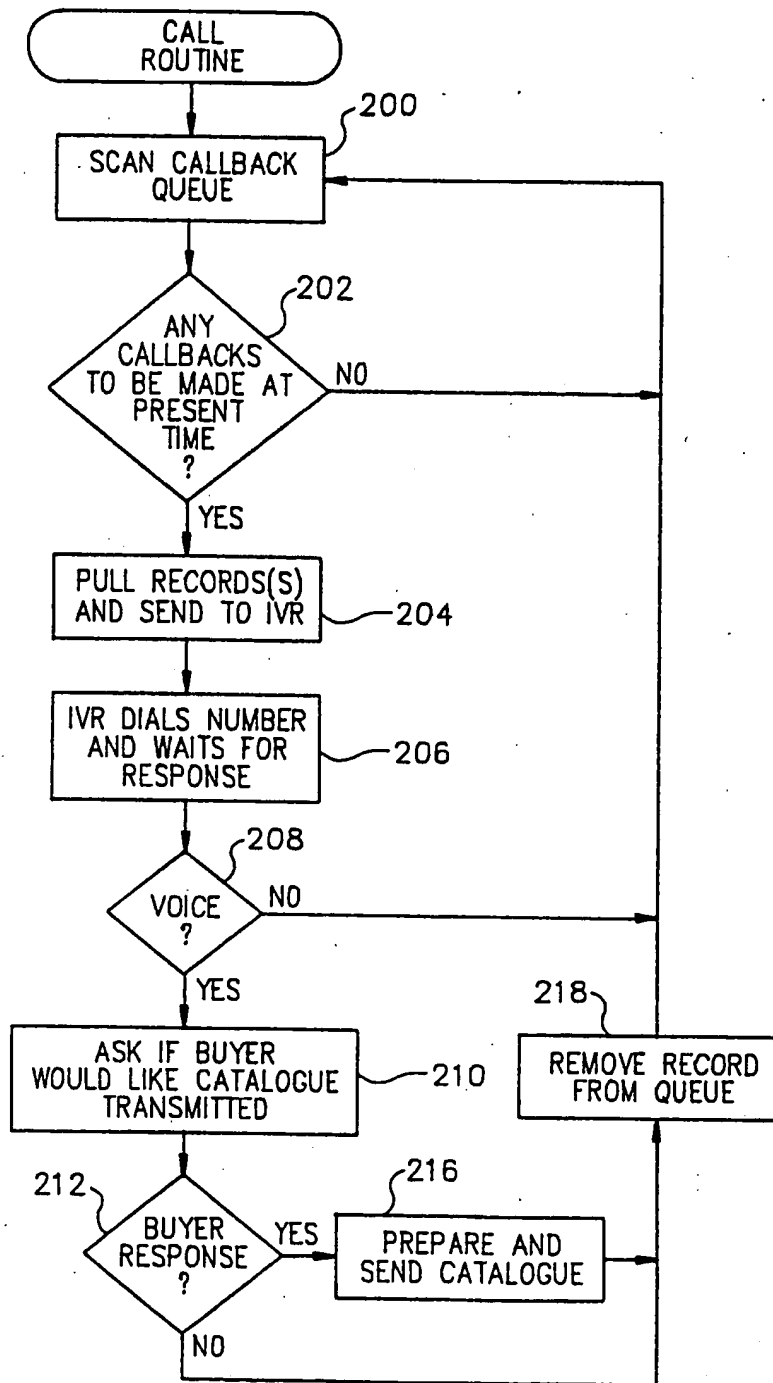 CALL
ROUTINE
200
SCAN CALLBACK
QUEUE
202
ANY
CALLBACKS
TO BE MADE AT
PRESENT
TIME
?
NO
YES
PULL RECORDS(S)
AND SEND TO IVR
204
IVR DIALS NUMBER
AND WAITS FOR
RESPONSE
206
208
VOICE
?
NO
YES
218
ASK IF BUYER
WOULD LIKE CATALOGUE
TRANSMITTED
210
REMOVE RECORD
FROM QUEUE
212
216
BUYER
RESPONSE
?
YES
PREPARE AND
SEND CATALOGUE
NO